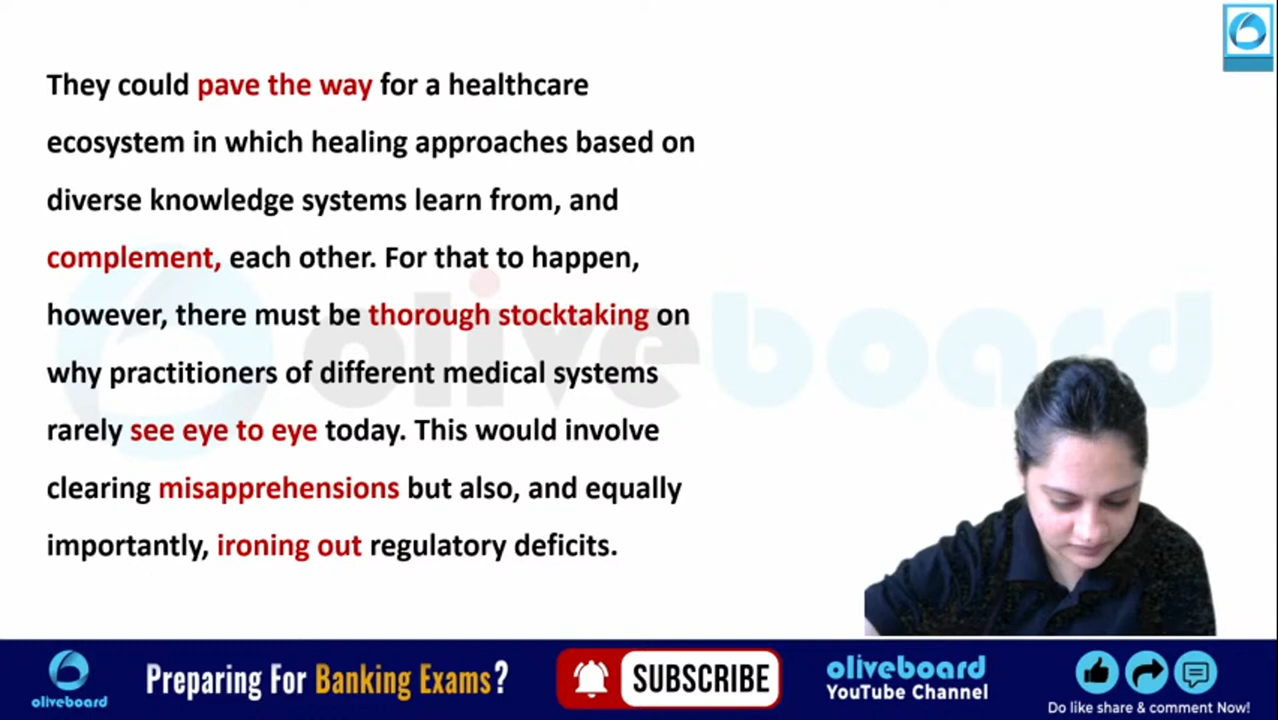 They could pave the way for a healthcare
ecosystem in which healing approaches based on
diverse knowledge systems learn from, and
complement, each other. For that to happen,
however, there must be thorough stocktaking on
why practitioners of different medical systems
rarely see eye to eye today. This would involve
clearing misapprehensions but also, and equally
importantly, ironing out regulatory deficits.
oliveboard
oliveboard
Preparing For Banking Exams?
SUBSCRIBE
oliveboard
YouTube Channel
Do like share & comment Now!